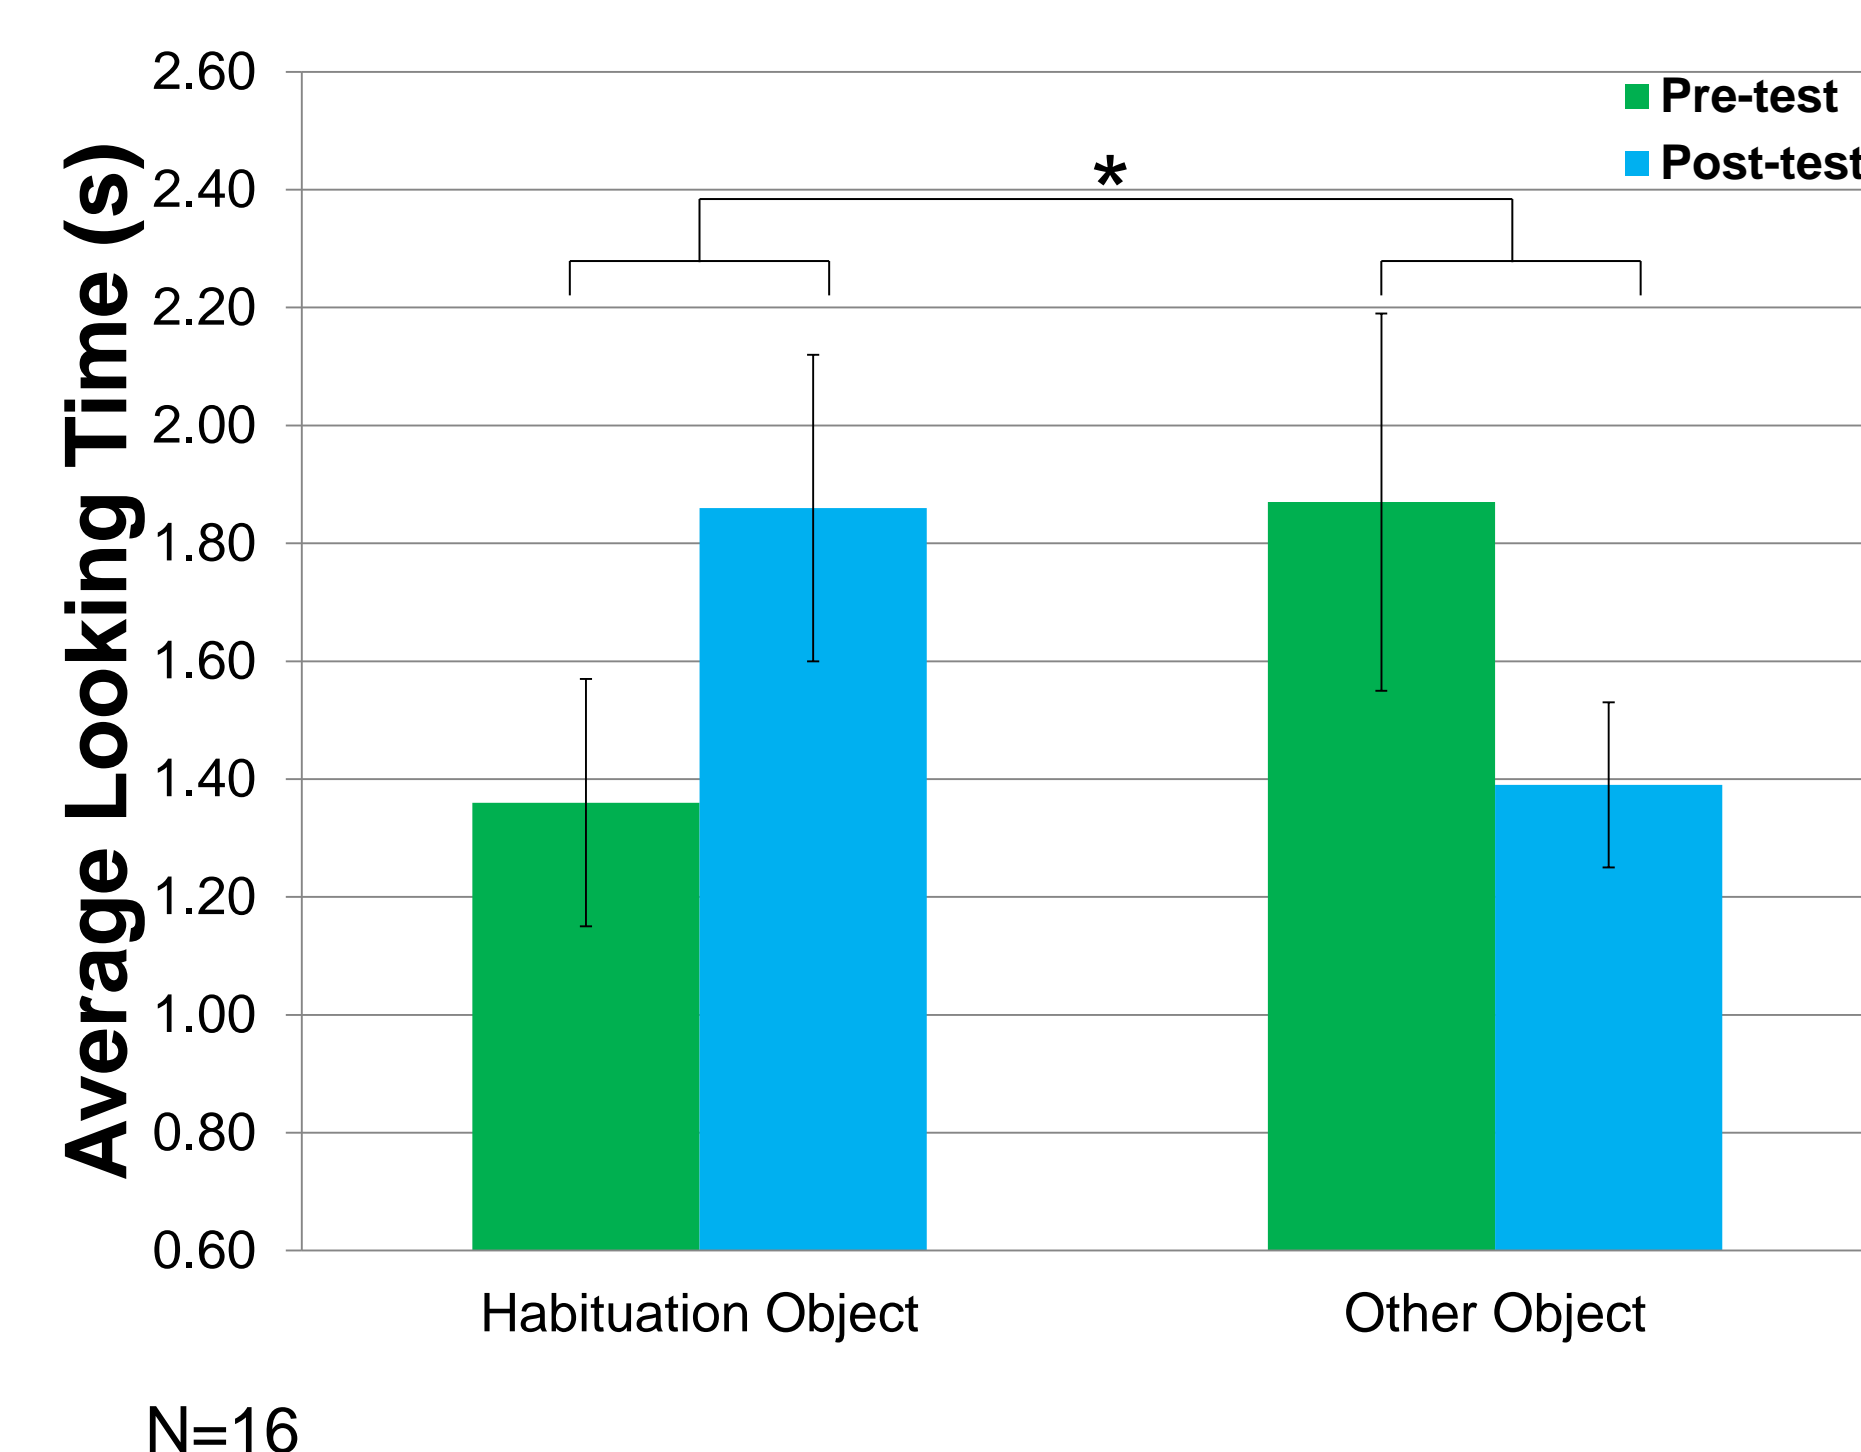 Average Looking Time (s)
2.60
2.40
2.20
2.00
1.80
1.60
1.40
1.20
1.00
0.80
0.60
Pre-test
Post-test
*
Habituation Object
Other Object
N=16